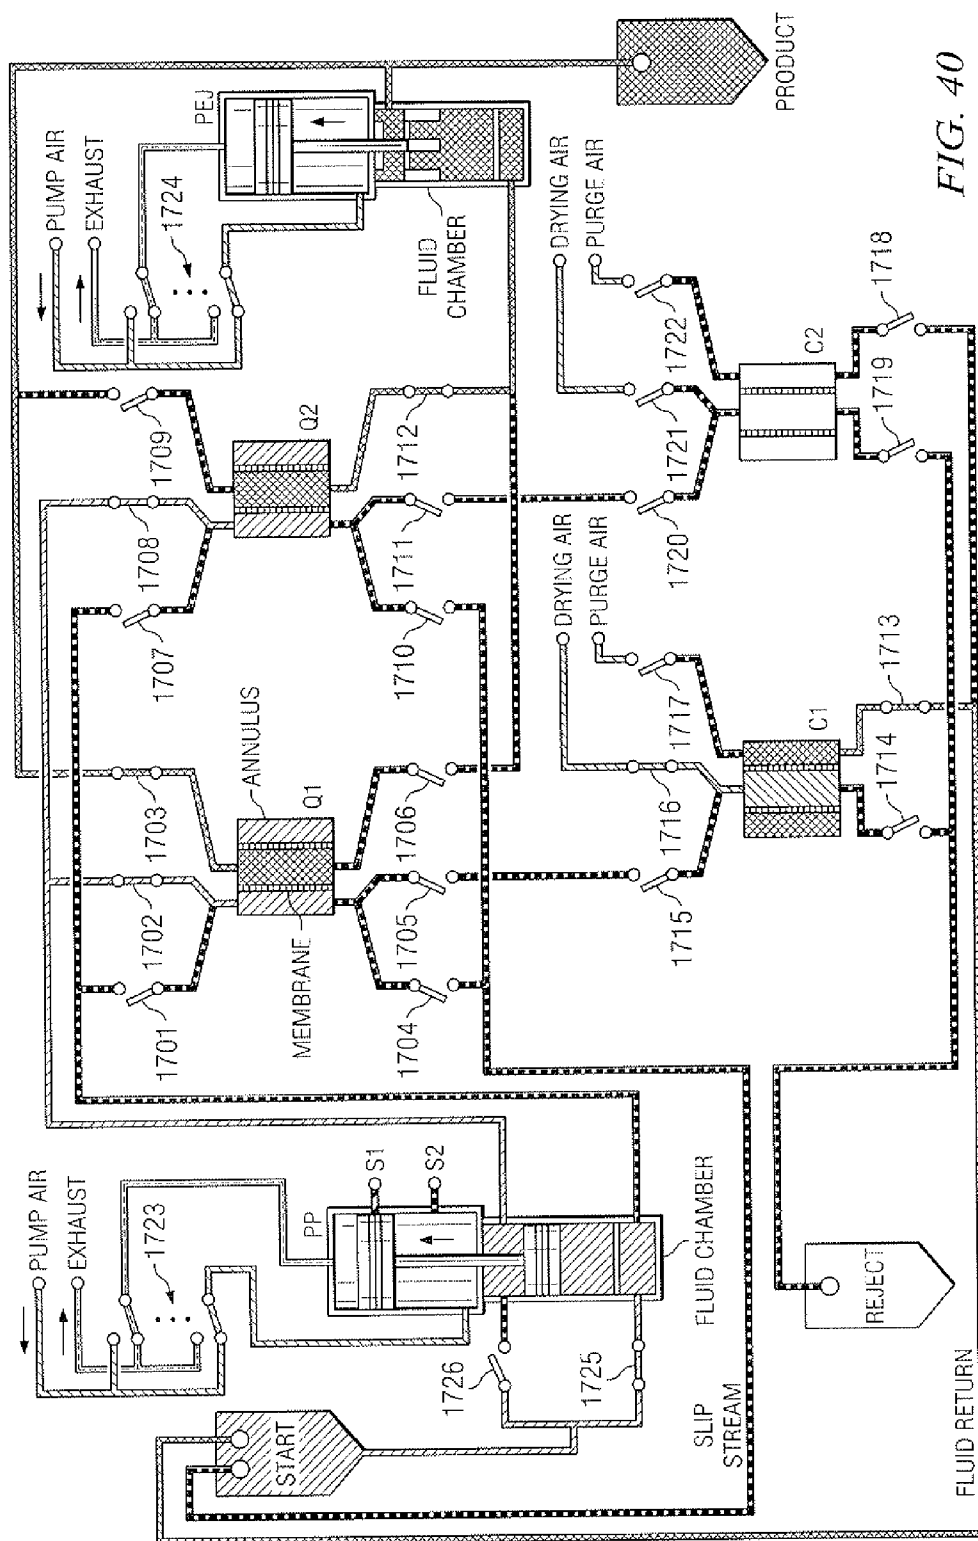 PUMP AIR
EXHAUST
1723
START
1726
1725
PP
S1
S2
FLUID CHAMBER
SLIP
STREAM
REJECT
FLUID RETURN
1701
1702
1703
MEMBRANE
ANNULUS
Q1
1704
1705
1706
1707
1708
1709
Q2
1710
1711
1712
PUMP AIR
EXHAUST
1724
PEJ
FLUID
CHAMBER
PRODUCT
DRYING AIR
PURGE AIR
1715
1716
1717
C1
1714
1713
DRYING AIR
PURGE AIR
1720
1721
1722
C2
1719
1718
FIG. 40